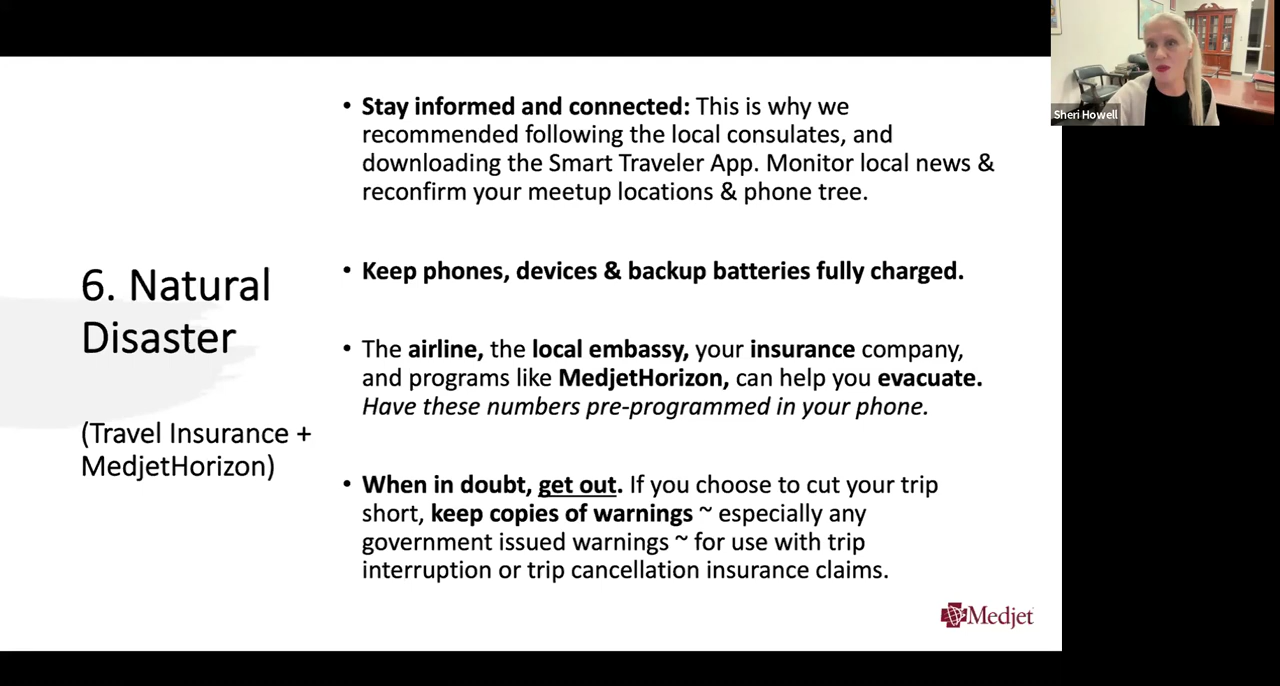 6. Natural
Disaster
(Travel Insurance +
MedjetHorizon)
• Stay informed and connected: This is why we
recommended following the local consulates, and
downloading the Smart Traveler App. Monitor local news &
reconfirm your meetup locations & phone tree.
• Keep phones, devices & backup batteries fully charged.
• The airline, the local embassy, your insurance company,
and programs like MedjetHorizon, can help you evacuate.
Have these numbers pre-programmed in your phone.
• When in doubt, get out. If you choose to cut your trip
short, keep copies of warnings ~ especially any
government issued warnings ~ for use with trip
interruption or trip cancellation insurance claims.
Medjet
Sheri Howell